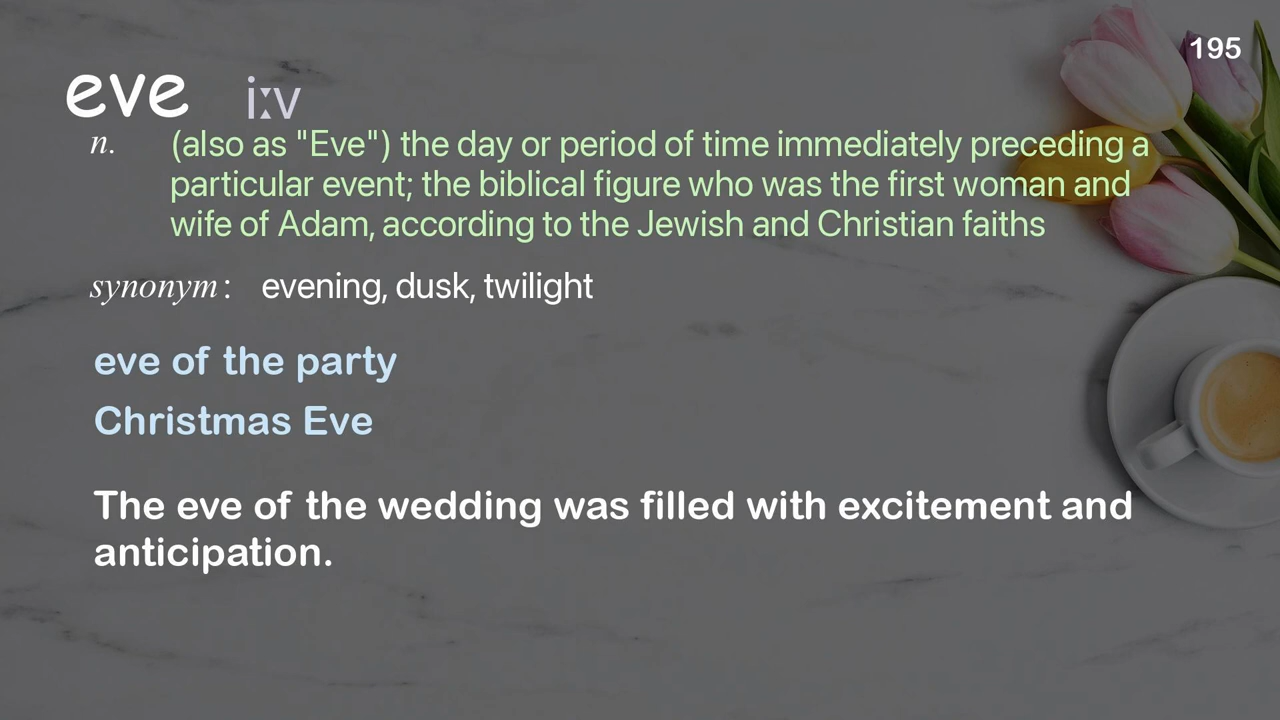 195
eve iːv
n. (also as "Eve") the day or period of time immediately preceding a
particular event; the biblical figure who was the first woman and
wife of Adam, according to the Jewish and Christian faiths
synonym: evening, dusk, twilight
eve of the party
Christmas Eve
The eve of the wedding was filled with excitement and
anticipation.